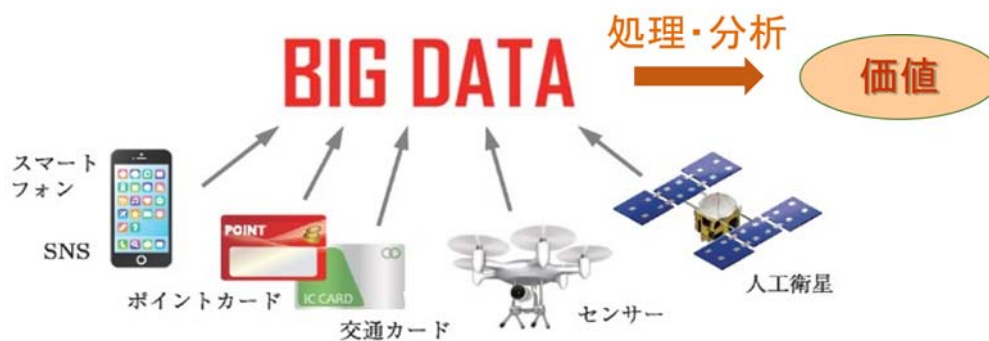 処理・分析
BIG DATA
価値
スマート
フォン
SNS
POINT
ポイントカード
IC CARD
交通カード
センサー
人工衛星